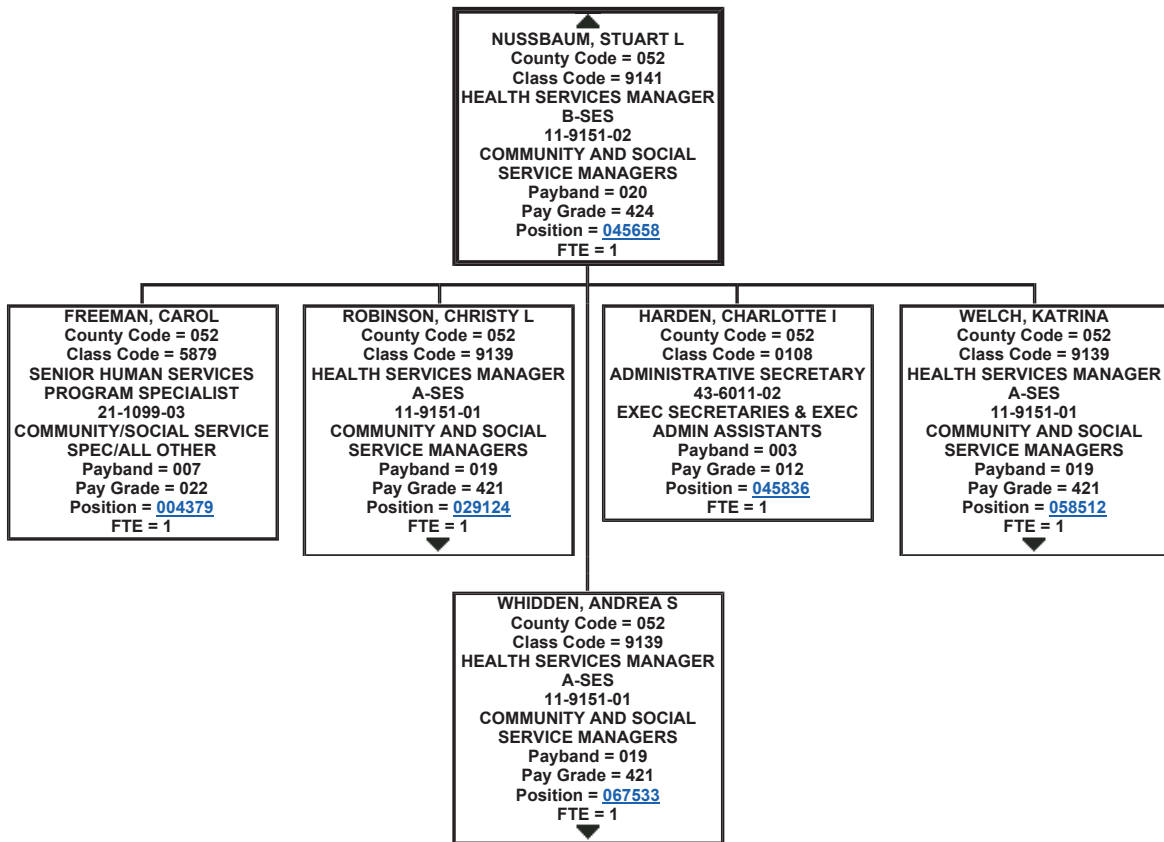 NUSSBAUM, STUART L
County Code = 052
Class Code = 9141
HEALTH SERVICES MANAGER
B-SES
11-9151-02
COMMUNITY AND SOCIAL
SERVICE MANAGERS
Payband = 020
Pay Grade = 424
Position = 045658
FTE = 1
FREEMAN, CAROL
County Code = 052
Class Code = 5879
SENIOR HUMAN SERVICES
PROGRAM SPECIALIST
21-1099-03
COMMUNITY/SOCIAL SERVICE
SPEC/ALL OTHER
Payband = 007
Pay Grade = 022
Position = 004379
FTE = 1
ROBINSON, CHRISTY L
County Code = 052
Class Code = 9139
HEALTH SERVICES MANAGER
A-SES
11-9151-01
COMMUNITY AND SOCIAL
SERVICE MANAGERS
Payband = 019
Pay Grade = 421
Position = 029124
FTE = 1
HARDEN, CHARLOTTE I
County Code = 052
Class Code = 0108
ADMINISTRATIVE SECRETARY
43-6011-02
EXEC SECRETARIES & EXEC
ADMIN ASSISTANTS
Payband = 003
Pay Grade = 012
Position = 045836
FTE = 1
WELCH, KATRINA
County Code = 052
Class Code = 9139
HEALTH SERVICES MANAGER
A-SES
11-9151-01
COMMUNITY AND SOCIAL
SERVICE MANAGERS
Payband = 019
Pay Grade = 421
Position = 058512
FTE = 1
WHIDDEN, ANDREA S
County Code = 052
Class Code = 9139
HEALTH SERVICES MANAGER
A-SES
11-9151-01
COMMUNITY AND SOCIAL
SERVICE MANAGERS
Payband = 019
Pay Grade = 421
Position = 067533
FTE = 1